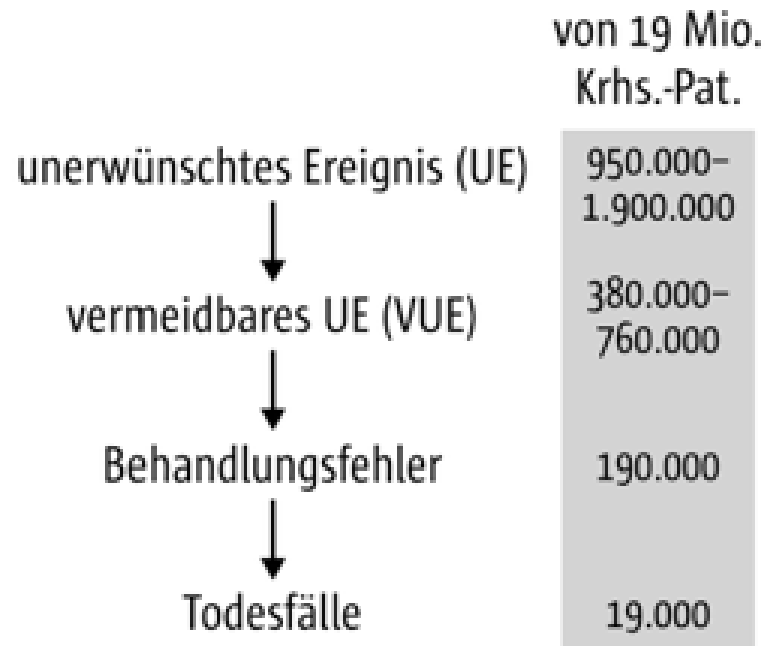 von 19 Mio.
Krhs.-Pat.
unerwünschtes Ereignis (UE)
950.000–
1.900.000
vermeidbares UE (VUE)
380.000–
760.000
Behandlungsfehler
190.000
Todesfälle
19.000